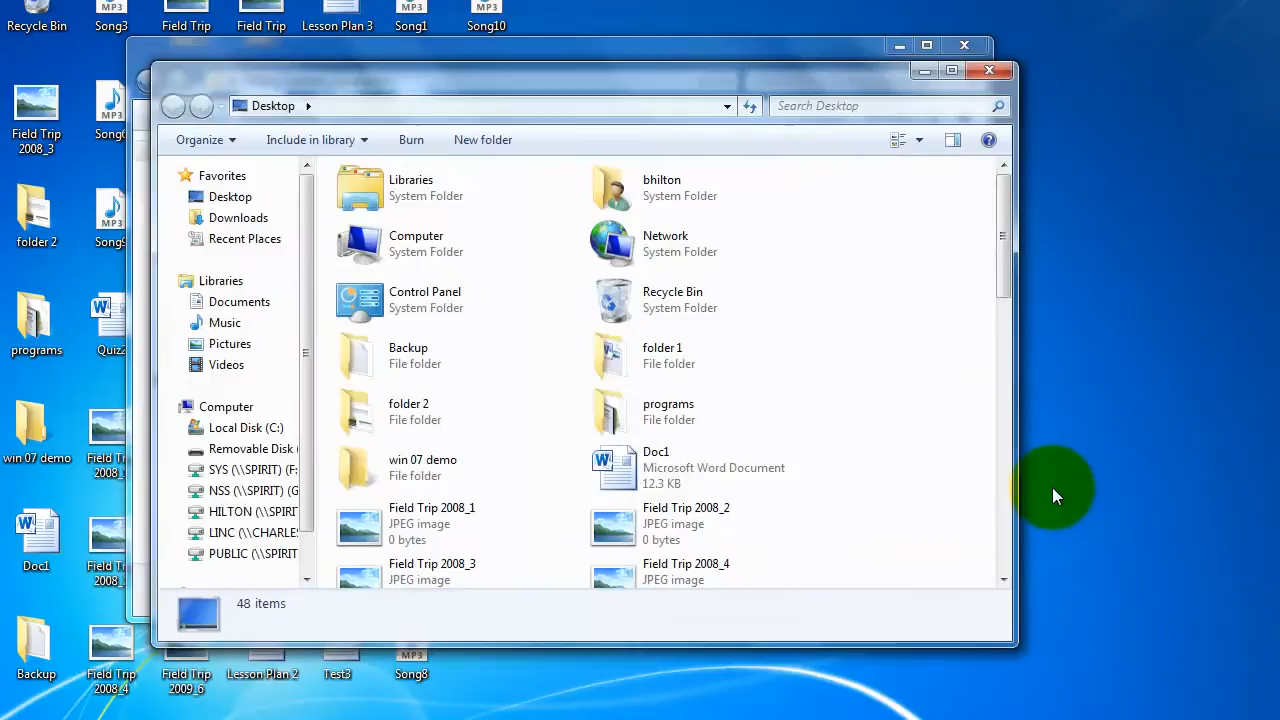 Recycle Bin
Song3
Field Trip
Field Trip
Lesson Plan 3
Song1
Song10
Field Trip
2008_3
folder 2
programs
win 07 demo
Doc1
Backup
Quiz2
Field Trip
2008_4
Field Trip
2009_6
Lesson Plan 2
Test3
Song8
Desktop
Search Desktop
Organize
Include in library
Burn
New folder
Favorites
Desktop
Downloads
Recent Places
Libraries
Documents
Music
Pictures
Videos
Computer
Local Disk (C:)
Removable Disk
SYS (\\SPIRIT) (F:
NSS (\\SPIRIT) (G
HILTON (\\SPIRIT
LINC (\\CHARLES
PUBLIC (\\SPIRIT
Libraries
System Folder
bhilton
System Folder
Computer
System Folder
Network
System Folder
Control Panel
System Folder
Recycle Bin
System Folder
Backup
File folder
folder 1
File folder
folder 2
File folder
programs
File folder
win 07 demo
File folder
Doc1
Microsoft Word Document
12.3 KB
Field Trip 2008_1
JPEG image
0 bytes
Field Trip 2008_2
JPEG image
0 bytes
Field Trip 2008_3
JPEG image
Field Trip 2008_4
JPEG image
48 items